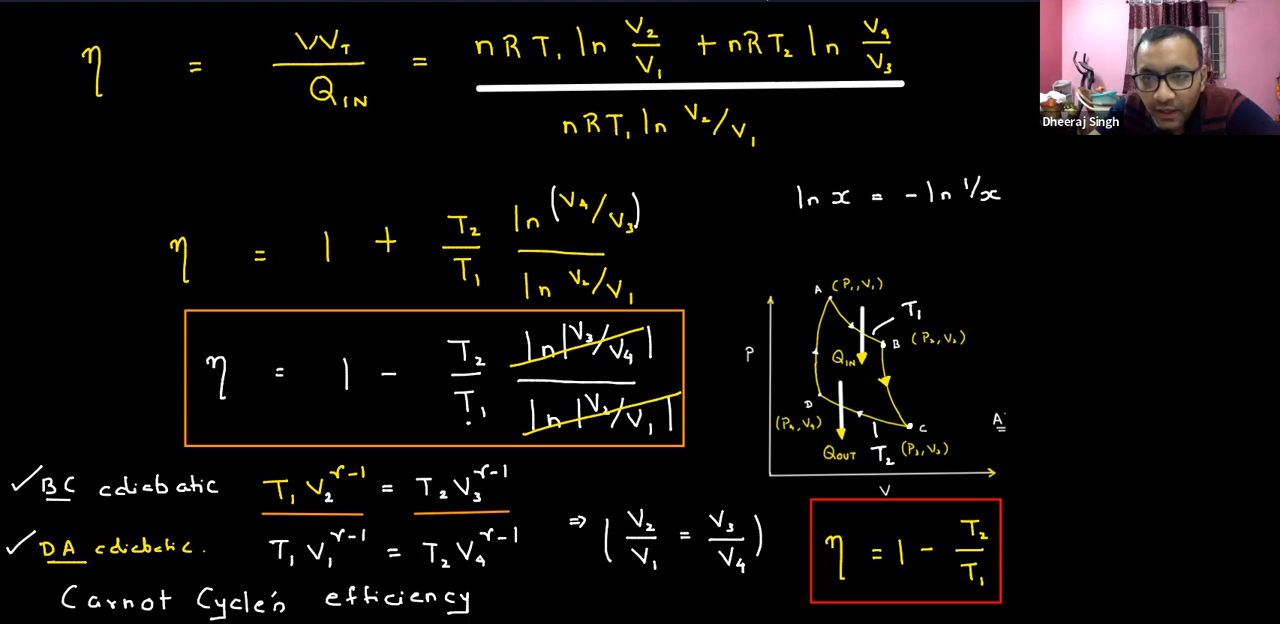 η = W_T / Q_IN = (nRT₁ ln V₂/V₁ + nRT₂ ln V₄/V₃) / (nRT₁ ln V₂/V₁)
Dheeraj Singh
ln x = - ln 1/x
η = 1 + T₂/T₁ ln(V₄/V₃) / ln V₂/V₁
η = 1 - T₂/T₁ ln|V₃/V₄| / ln|V₂/V₁|
A (P₁,V₁)
T₁
B (P₂,V₂)
P
Q_IN
D
(P₄,V₄)
C
A
Q_OUT T₂ (P₃,V₃)
V
✓ BC adiabatic T₁V₂^γ-1 = T₂V₃^γ-1
✓ DA adiabatic. T₁V₁^γ-1 = T₂V₄^γ-1 ⇒ (V₂/V₁ = V₃/V₄)
η = 1 - T₂/T₁
Carnot Cycle's efficiency